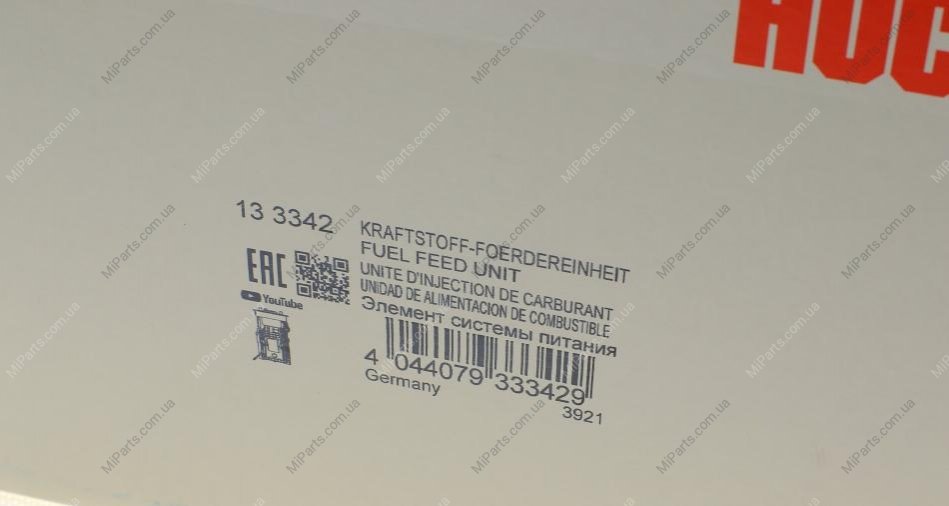 HUC
13 3342
KRAFTSTOFF-FOERDEREINHEIT
FUEL FEED UNIT
UNITE D'INJECTION DE CARBURANT
UNIDAD DE ALIMENTACION DE COMBUSTIBLE
Элемент системы питания
EAC
YouTube
4 044079 333429
Germany
3921
MiParts.com.ua